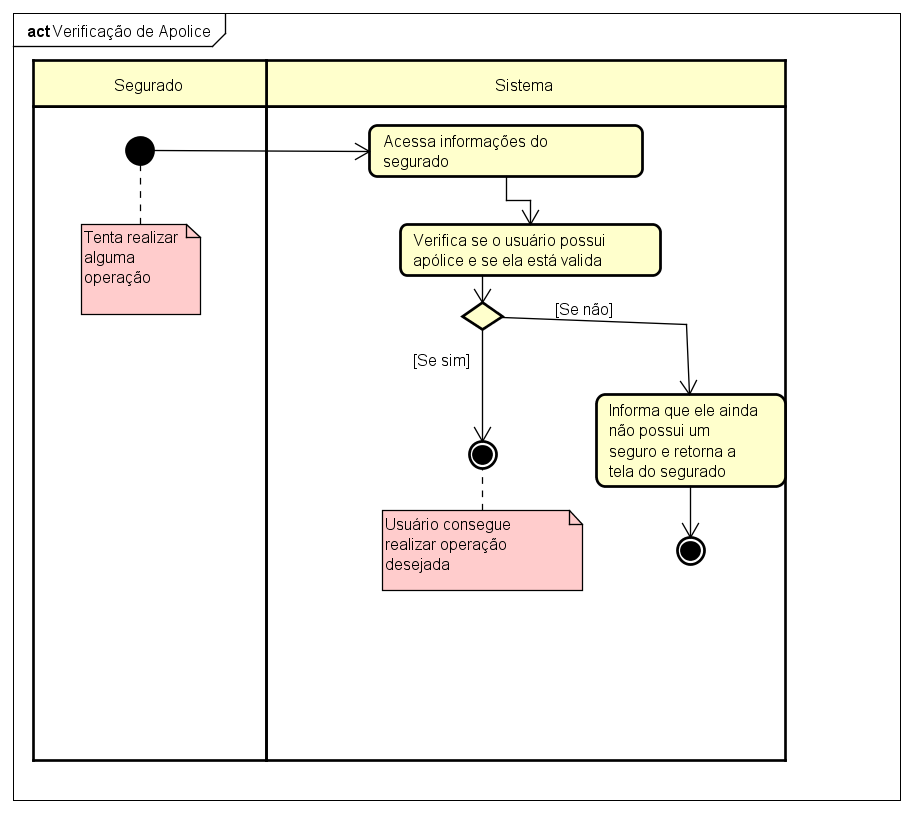 act Verificação de Apolice
Segurado
Sistema
Acessa informações do
segurado
Tenta realizar
alguma
operação
Verifica se o usuário possui
apólice e se ela está valida
[Se não]
[Se sim]
Informa que ele ainda
não possui um
seguro e retorna a
tela do segurado
Usuário consegue
realizar operação
desejada